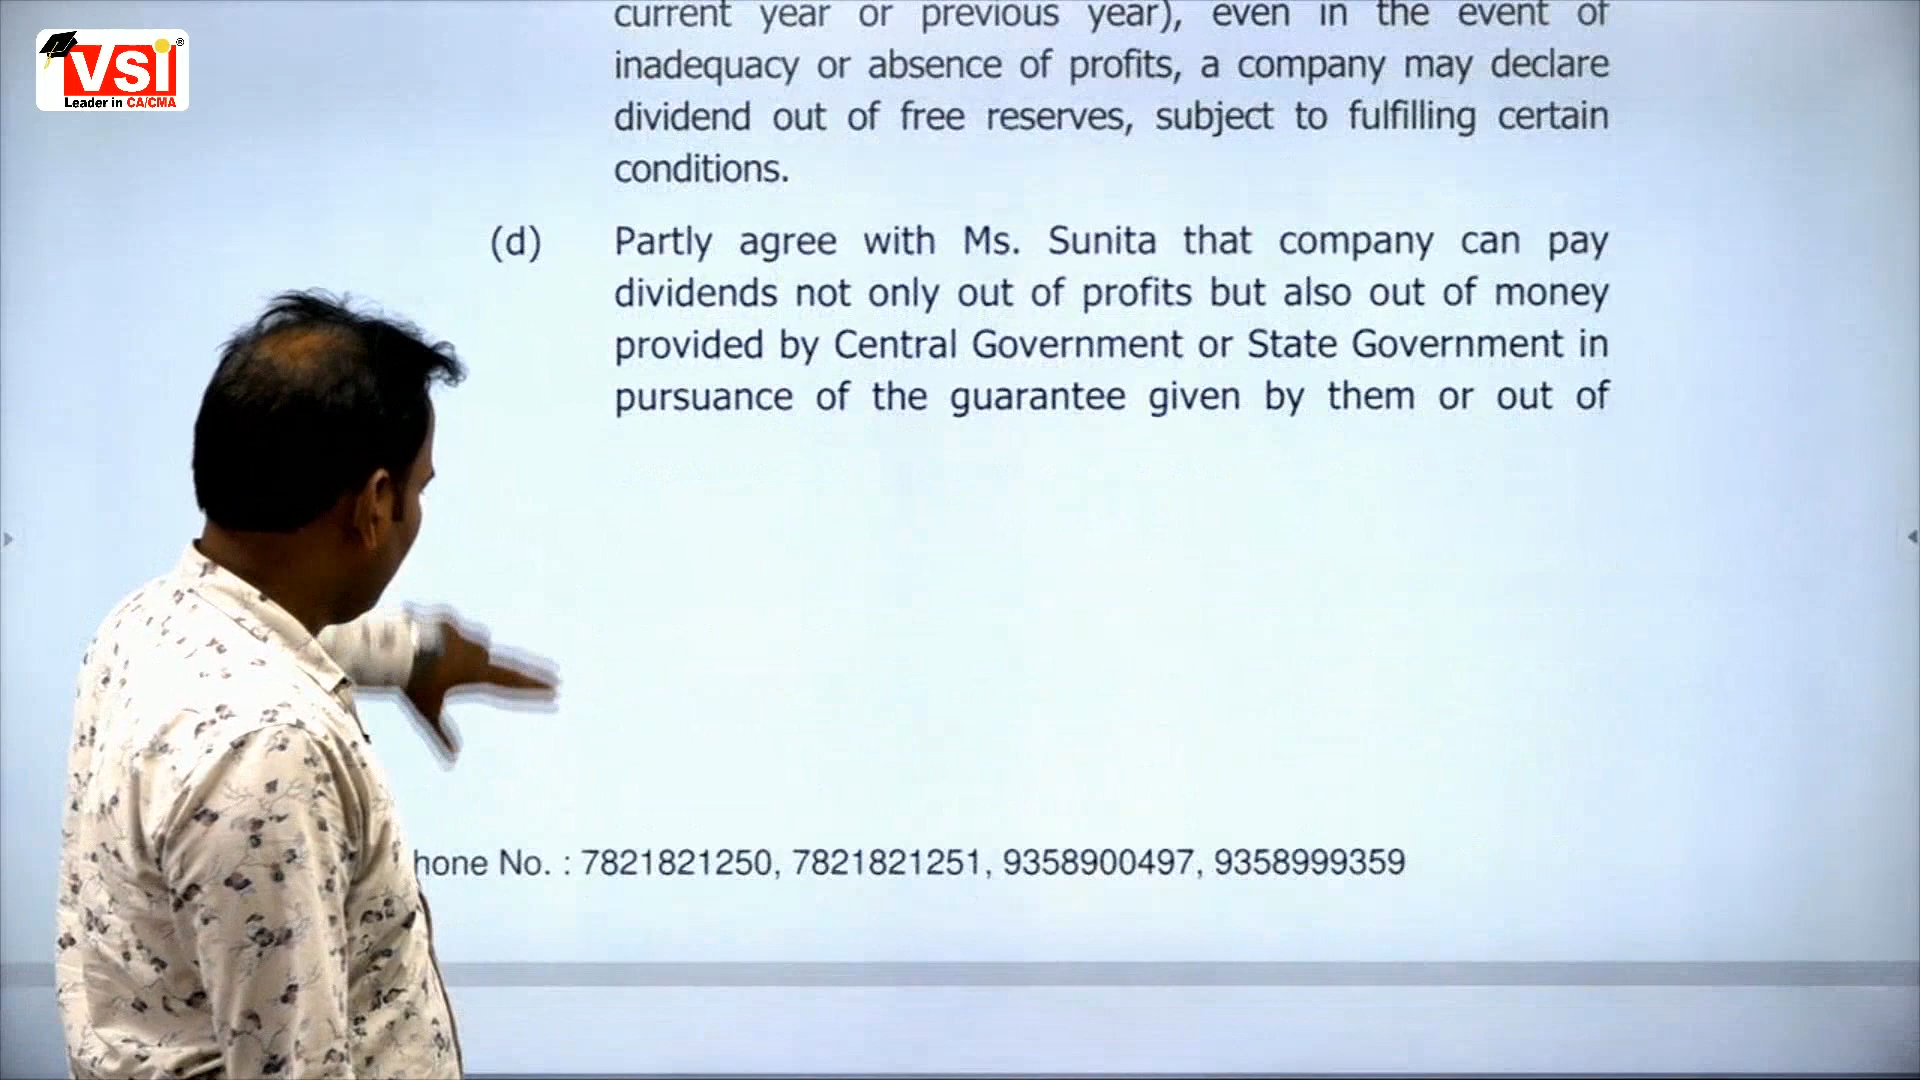 VSI
Leader in CA/CMA
current year or previous year), even in the event of
inadequacy or absence of profits, a company may declare
dividend out of free reserves, subject to fulfilling certain
conditions.
(d) Partly agree with Ms. Sunita that company can pay
dividends not only out of profits but also out of money
provided by Central Government or State Government in
pursuance of the guarantee given by them or out of
hone No. : 7821821250, 7821821251, 9358900497, 9358999359